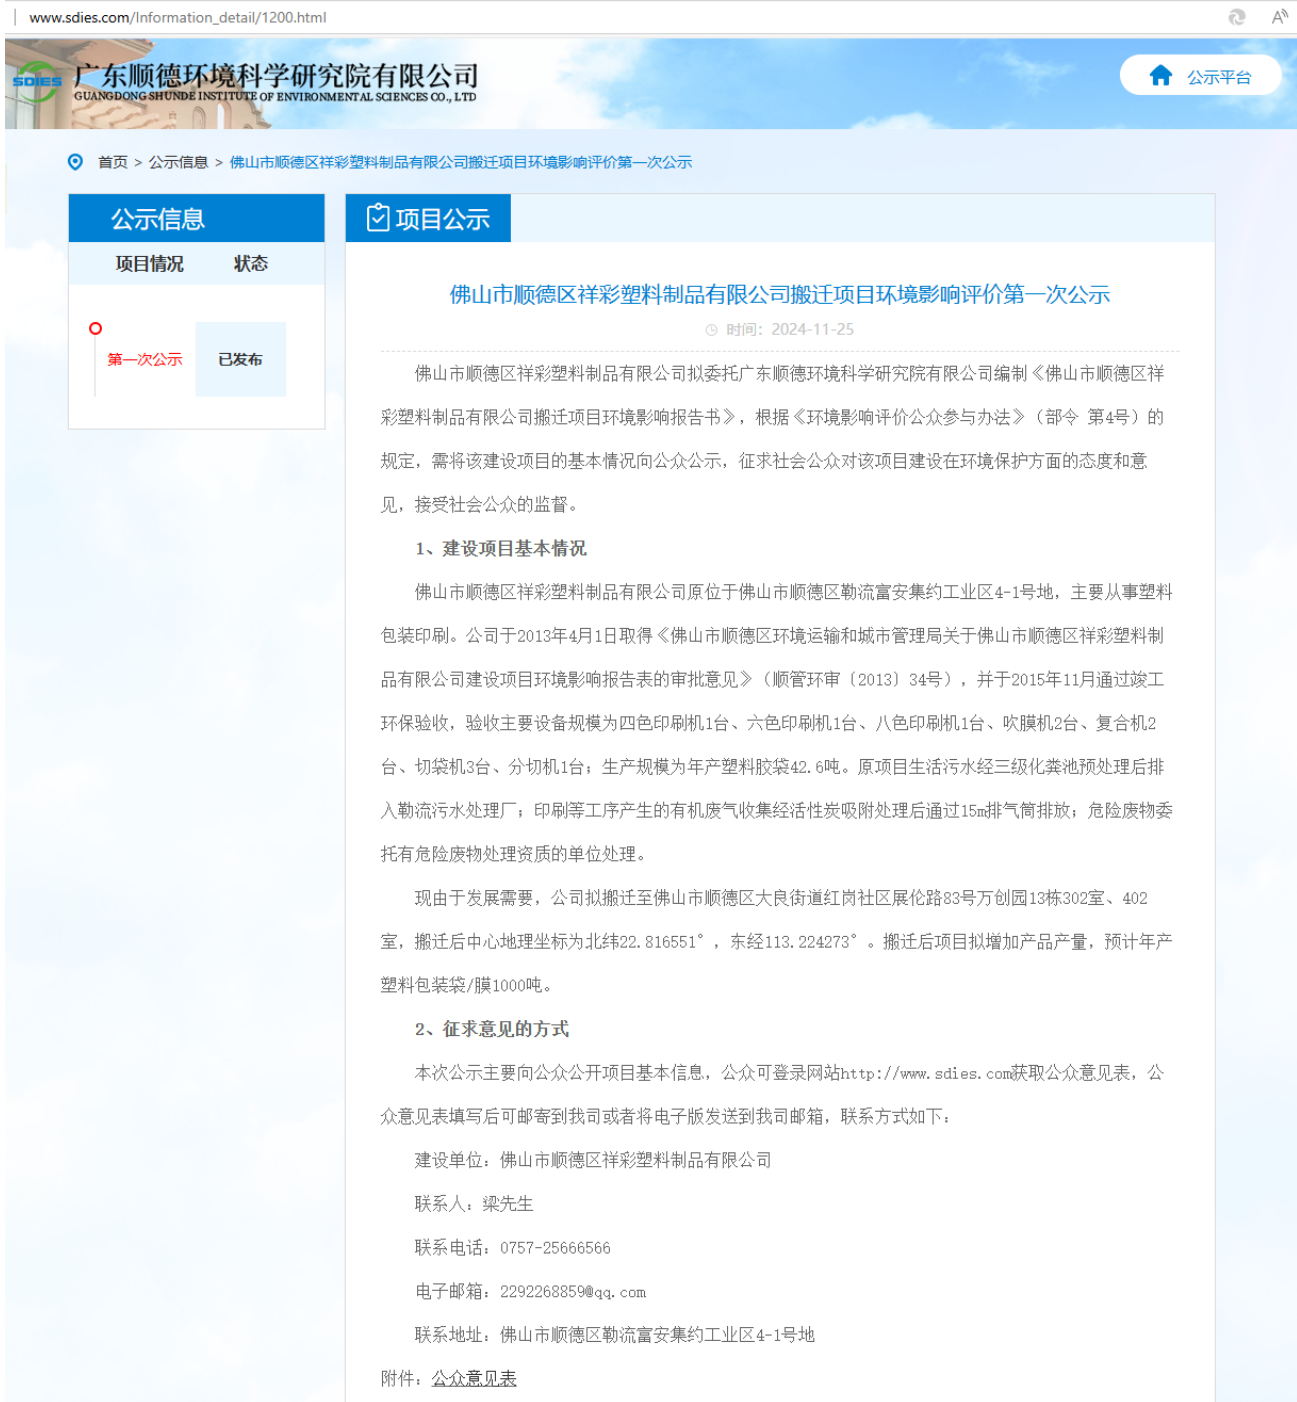 www.sdies.com/Information_detail/1200.html
SDIES
广东顺德环境科学研究院有限公司
GUANGDONG SHUNDE INSTITUTE OF ENVIRONMENTAL SCIENCES CO., LTD
公示平台
首页 > 公示信息 > 佛山市顺德区祥彩塑料制品有限公司搬迁项目环境影响评价第一次公示
公示信息
项目情况 状态
第一次公示 已发布
项目公示
佛山市顺德区祥彩塑料制品有限公司搬迁项目环境影响评价第一次公示
时间：2024-11-25
佛山市顺德区祥彩塑料制品有限公司拟委托广东顺德环境科学研究院有限公司编制《佛山市顺德区祥
彩塑料制品有限公司搬迁项目环境影响报告书》，根据《环境影响评价公众参与办法》（部令 第4号）的
规定，需将该建设项目的基本情况向公众公示，征求社会公众对该项目建设在环境保护方面的态度和意
见，接受社会公众的监督。
1、建设项目基本情况
佛山市顺德区祥彩塑料制品有限公司原位于佛山市顺德区勒流富安集约工业区4-1号地，主要从事塑料
包装印刷。公司于2013年4月1日取得《佛山市顺德区环境运输和城市管理局关于佛山市顺德区祥彩塑料制
品有限公司建设项目环境影响报告表的审批意见》（顺管环审〔2013〕34号），并于2015年11月通过竣工
环保验收，验收主要设备规模为四色印刷机1台、六色印刷机1台、八色印刷机1台、吹膜机2台、复合机2
台、切袋机3台、分切机1台；生产规模为年产塑料胶袋42.6吨。原项目生活污水经三级化粪池预处理后排
入勒流污水处理厂；印刷等工序产生的有机废气收集经活性炭吸附处理后通过15m排气筒排放；危险废物委
托有危险废物处理资质的单位处理。
现由于发展需要，公司拟搬迁至佛山市顺德区大良街道红岗社区展伦路83号万创园13栋302室、402
室，搬迁后中心地理坐标为北纬22.816551°，东经113.224273°。搬迁后项目拟增加产品产量，预计年产
塑料包装袋/膜1000吨。
2、征求意见的方式
本次公示主要向公众公开项目基本信息，公众可登录网站http://www.sdies.com获取公众意见表，公
众意见表填写后可邮寄到我司或者将电子版发送到我司邮箱，联系方式如下：
建设单位：佛山市顺德区祥彩塑料制品有限公司
联系人：梁先生
联系电话：0757-25666566
电子邮箱：2292268859@qq.com
联系地址：佛山市顺德区勒流富安集约工业区4-1号地
附件：公众意见表